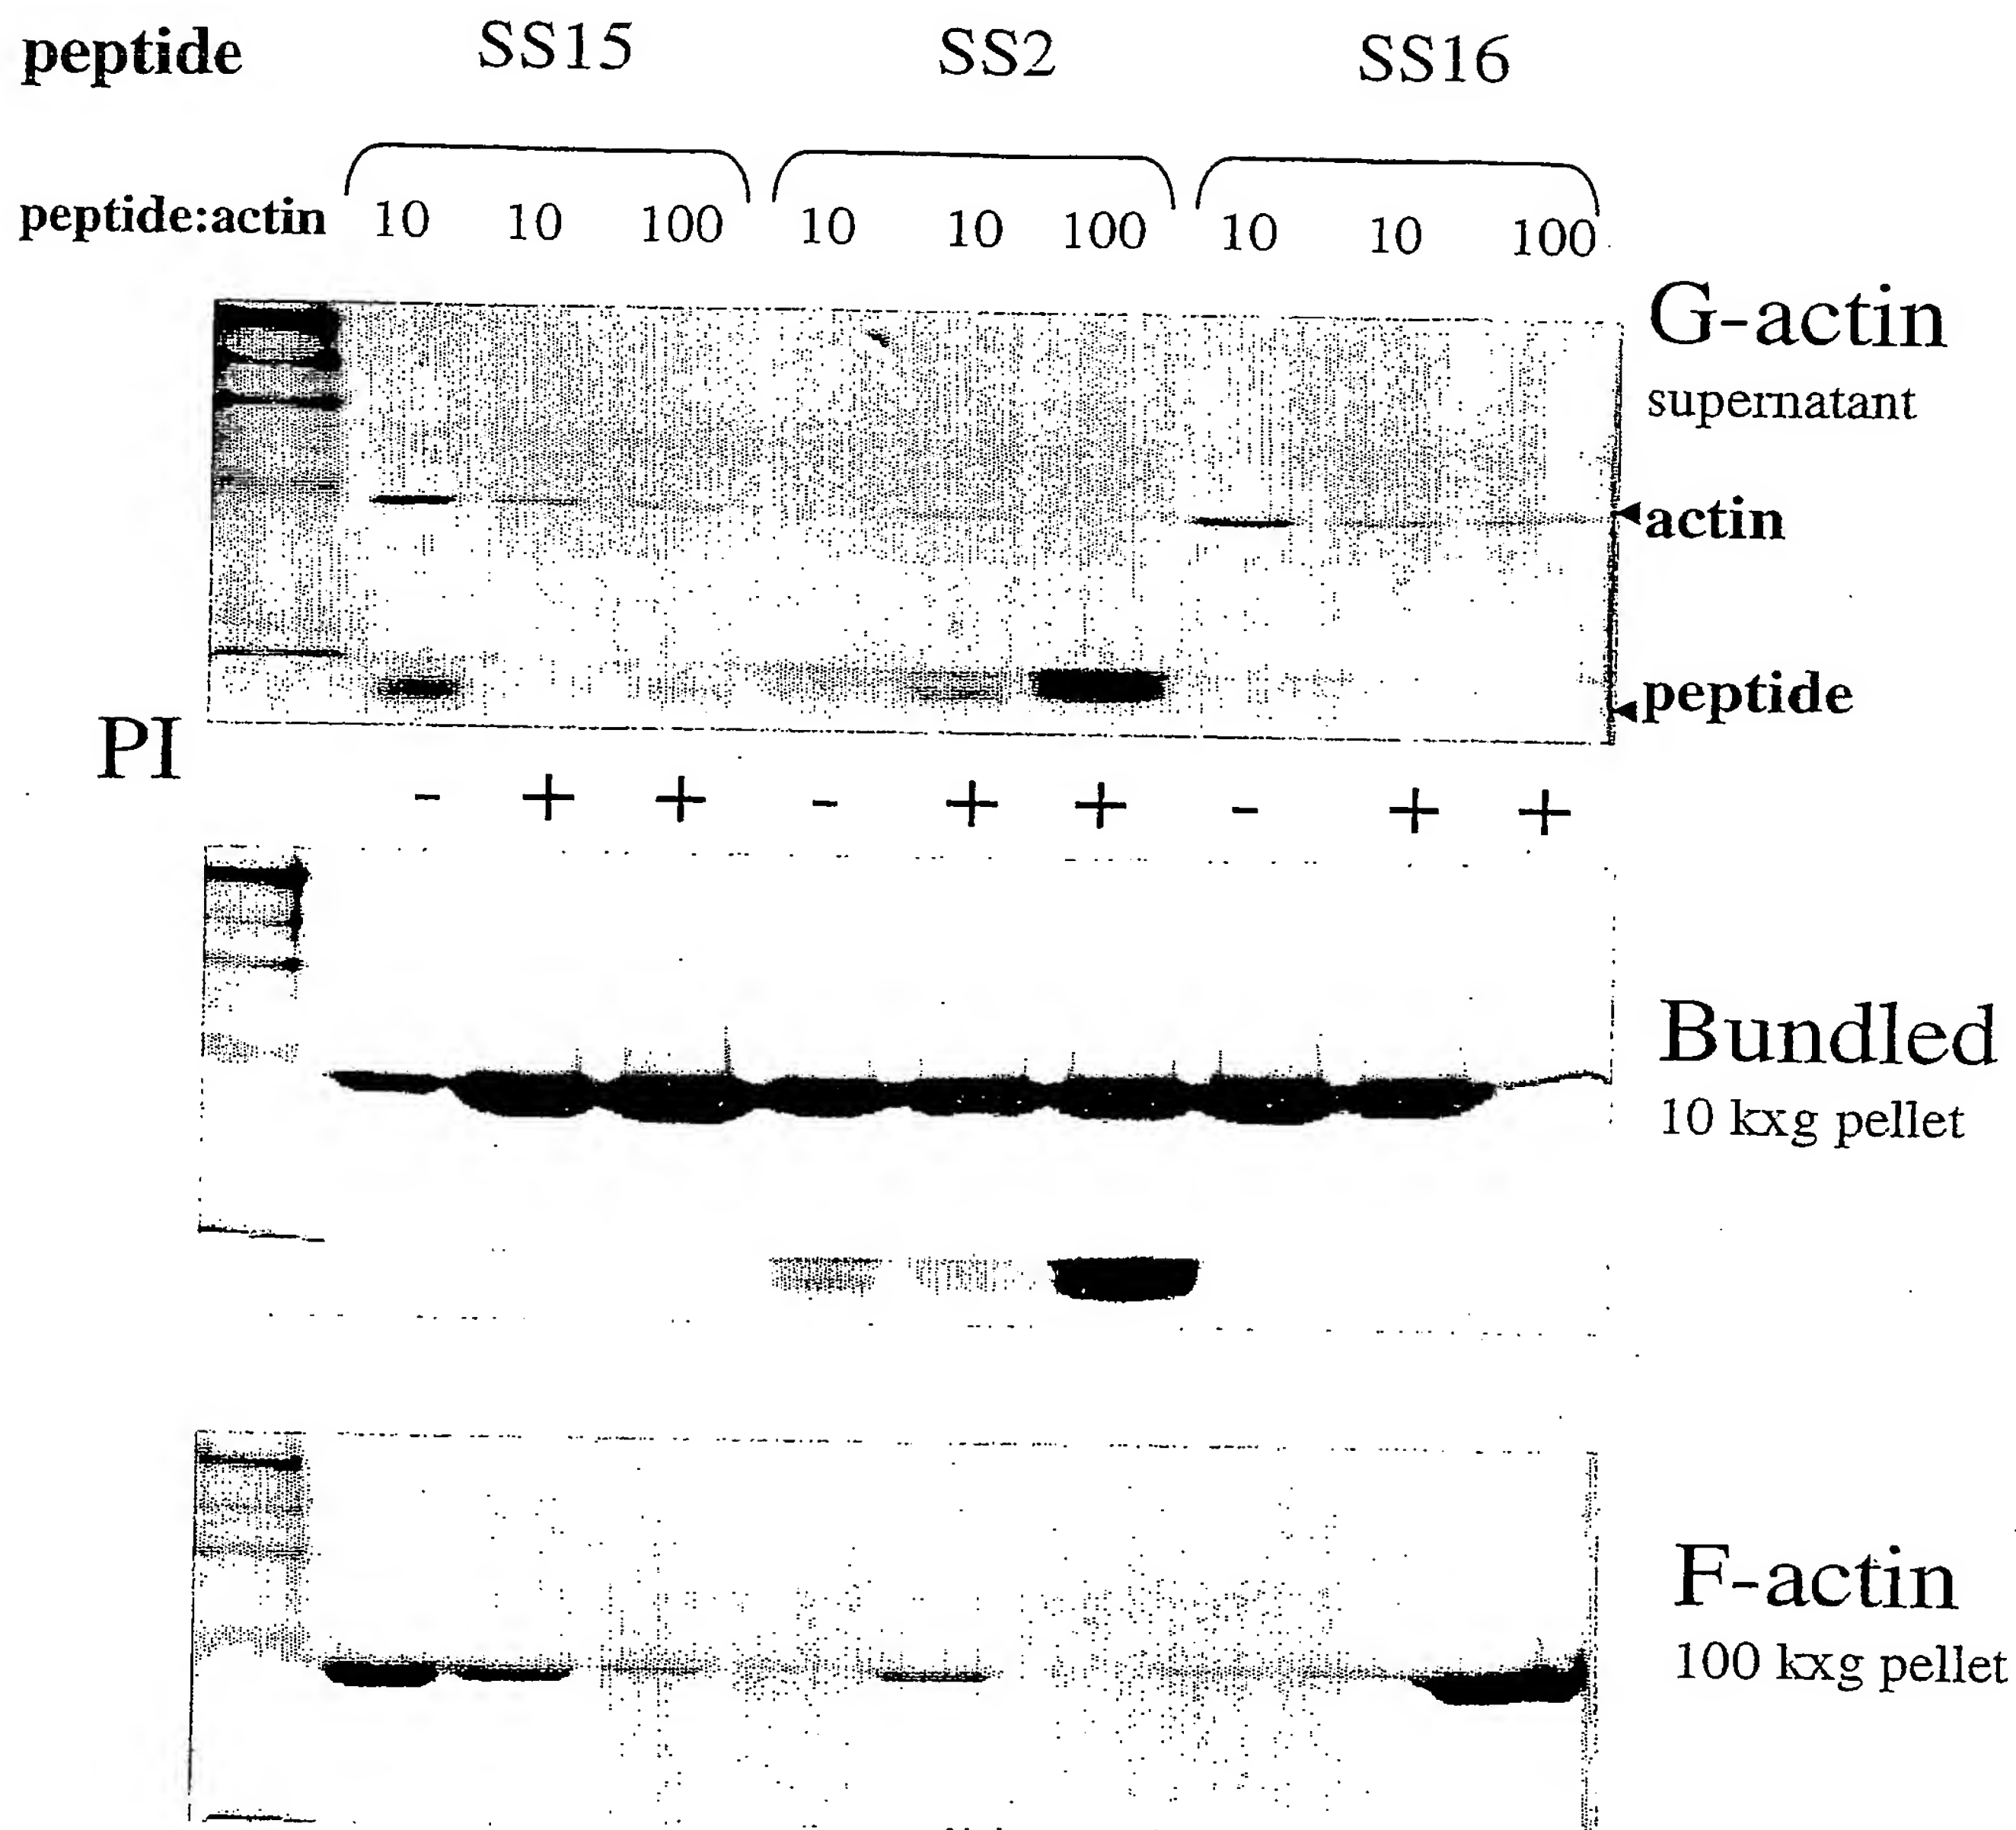 peptide SS15 SS2 SS16
peptide:actin 10 10 100 10 10 100 10 10 100
G-actin
supernatant
actin
peptide
PI - + + - + + - + +
Bundled
10 kxg pellet
F-actin
100 kxg pellet